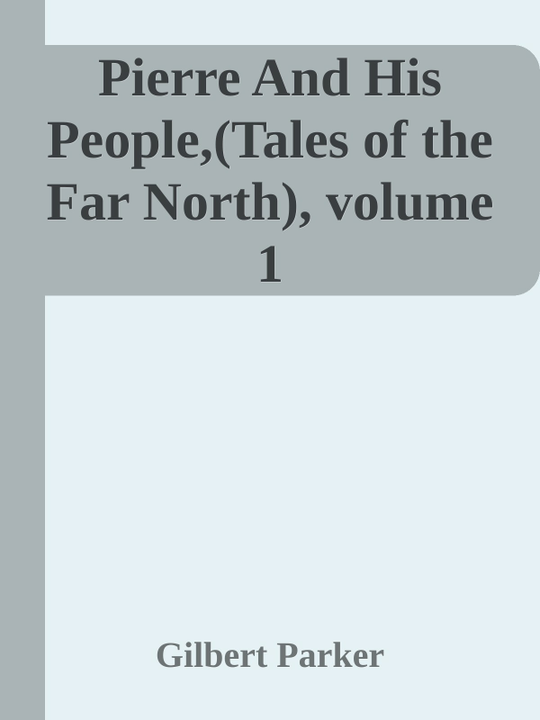 Pierre And His
People,(Tales of the
Far North), volume
1
Gilbert Parker